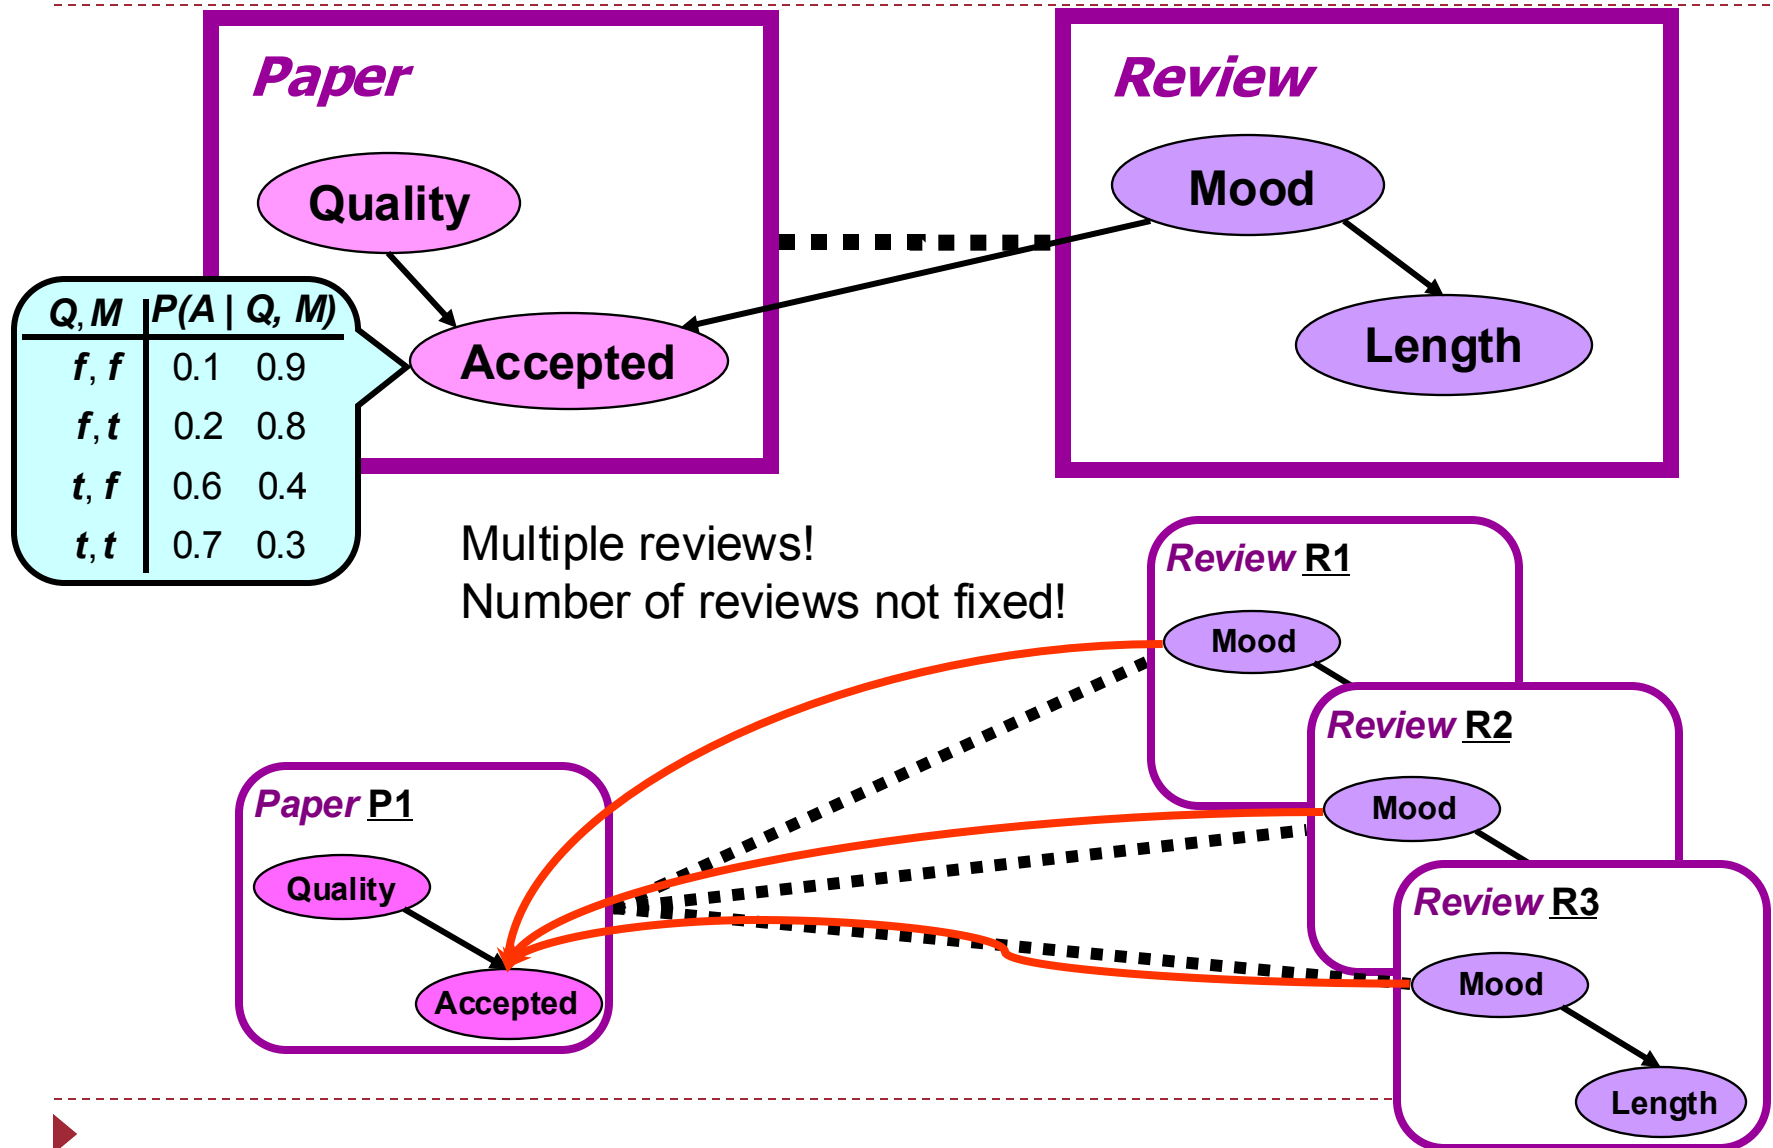 Paper
Review
Quality
Mood
Accepted
Length
Q, M P(A | Q, M)
f, f 0.1 0.9
f, t 0.2 0.8
t, f 0.6 0.4
t, t 0.7 0.3
Multiple reviews!
Number of reviews not fixed!
Review R1
Mood
Review R2
Mood
Review R3
Mood
Length
Paper P1
Quality
Accepted